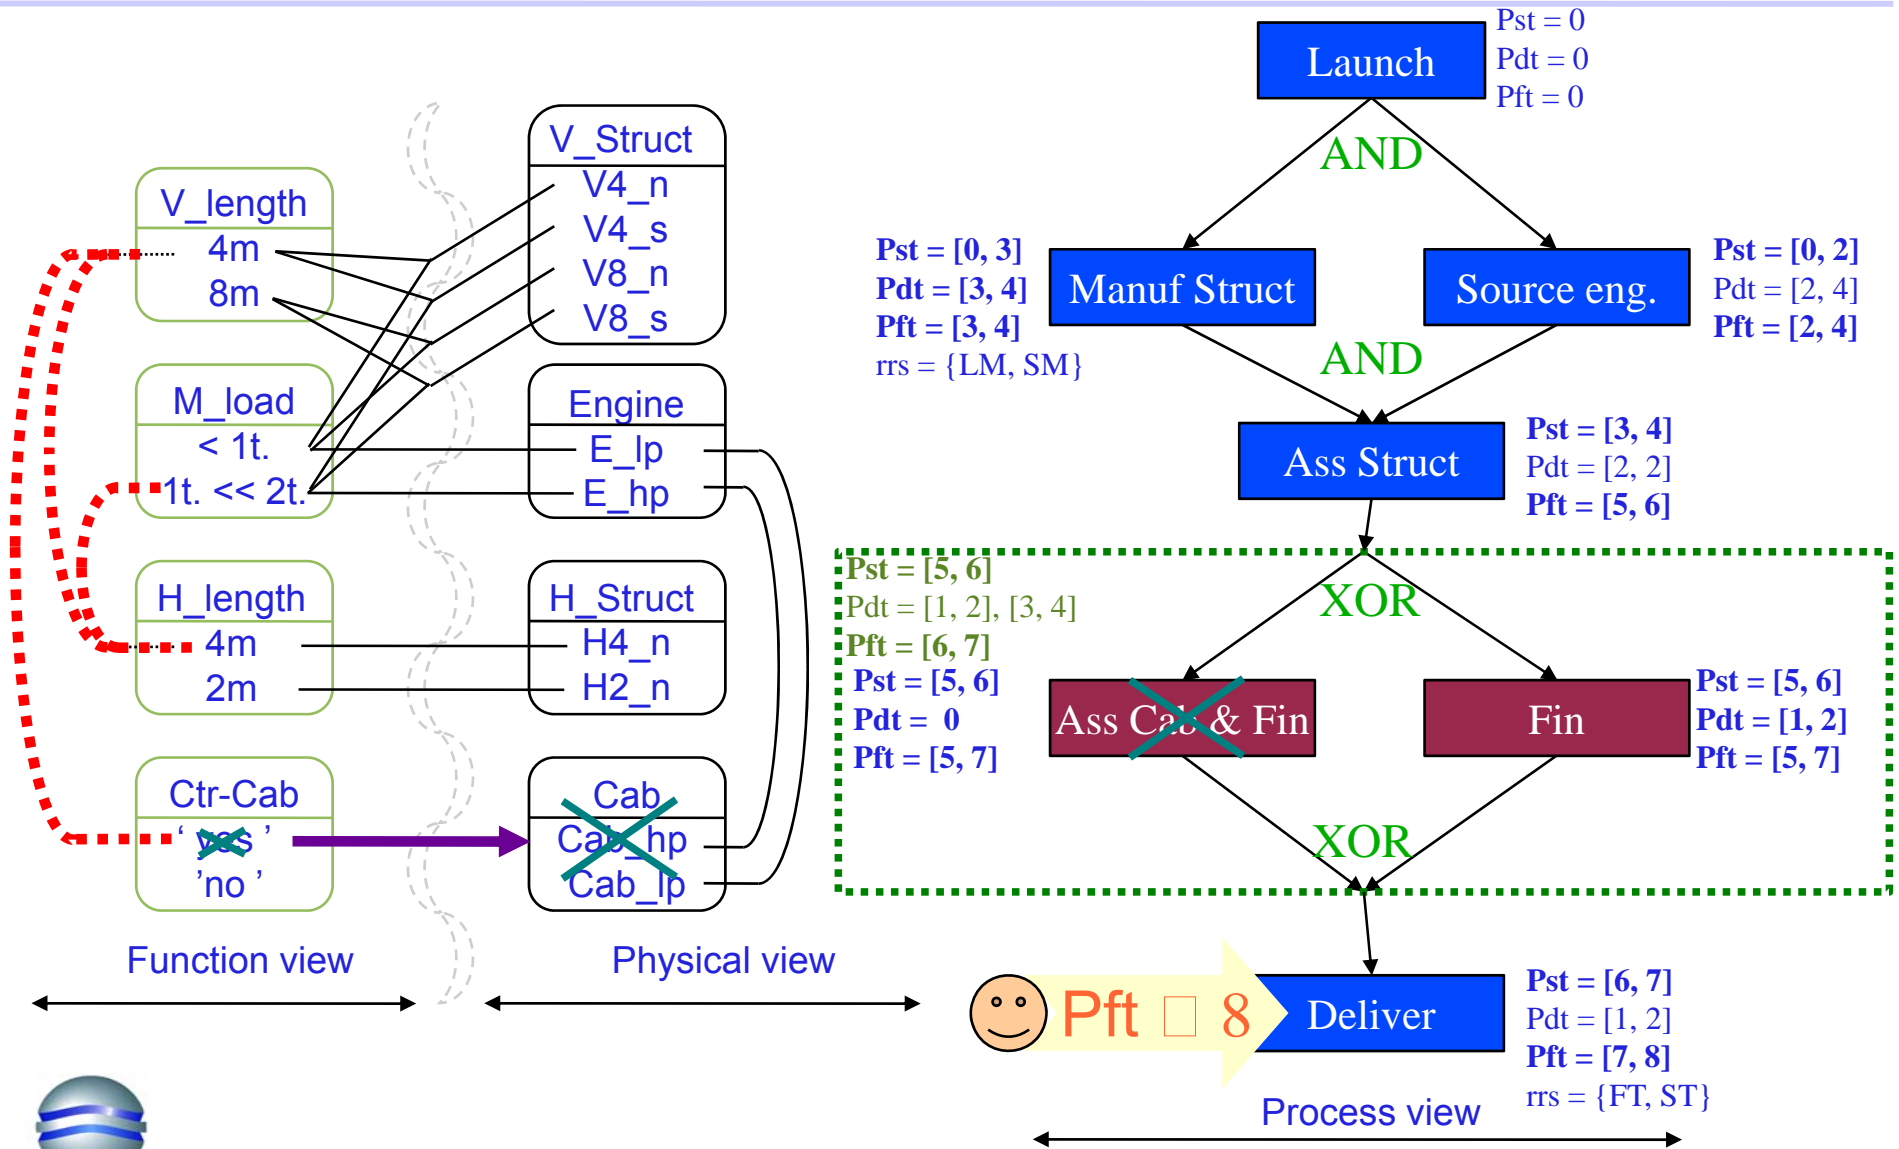 V_length
4m
8m
M_load
< 1t.
1t. << 2t.
H_length
4m
2m
Ctr-Cab
‘ yes ’
’no ’
Function view
V_Struct
V4_n
V4_s
V8_n
V8_s
Engine
E_lp
E_hp
H_Struct
H4_n
H2_n
Cab
Cab_hp
Cab_lp
Physical view
Launch
Pst = 0
Pdt = 0
Pft = 0
AND
Pst = [0, 3]
Pdt = [3, 4]
Pft = [3, 4]
rrs = {LM, SM}
Manuf Struct
Source eng.
Pst = [0, 2]
Pdt = [2, 4]
Pft = [2, 4]
AND
Ass Struct
Pst = [3, 4]
Pdt = [2, 2]
Pft = [5, 6]
Pst = [5, 6]
Pdt = [1, 2], [3, 4]
Pft = [6, 7]
XOR
Pst = [5, 6]
Pdt = 0
Pft = [5, 7]
Ass Cab & Fin
Fin
Pst = [5, 6]
Pdt = [1, 2]
Pft = [5, 7]
XOR
Pft □ 8
Deliver
Pst = [6, 7]
Pdt = [1, 2]
Pft = [7, 8]
rrs = {FT, ST}
Process view